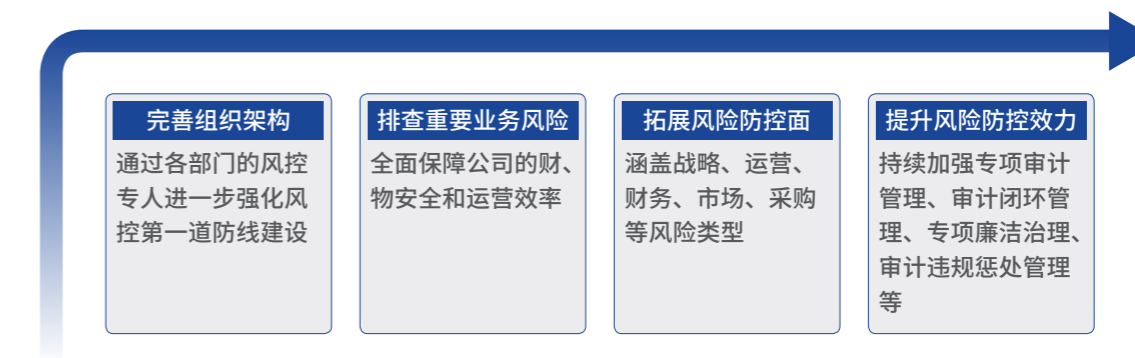 完善组织架构
通过各部门的风控
专人进一步强化风
控第一道防线建设
排查重要业务风险
全面保障公司的财、
物安全和运营效率
拓展风险防控面
涵盖战略、运营、
财务、市场、采购
等风险类型
提升风险防控效力
持续加强专项审计
管理、审计闭环管
理、专项廉洁治理、
审计违规惩处管理
等